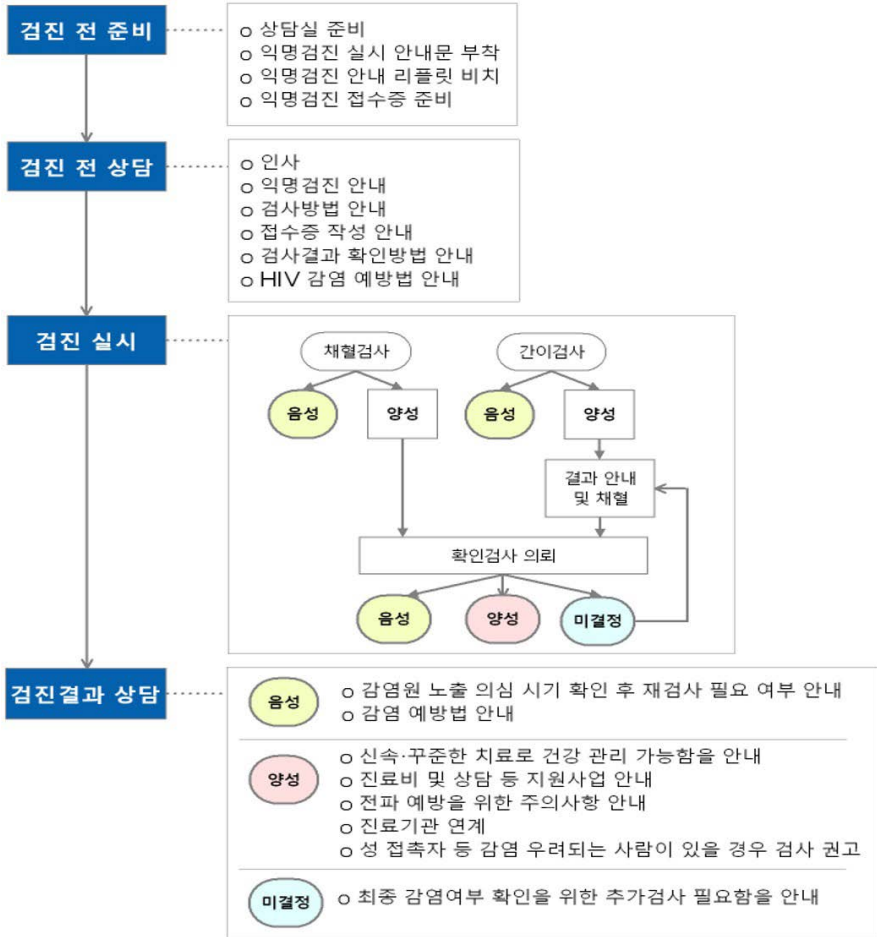 검진 전 준비
o 상담실 준비
o 익명검진 실시 안내문 부착
o 익명검진 안내 리플릿 비치
o 익명검진 접수증 준비
검진 전 상담
o 인사
o 익명검진 안내
o 검사방법 안내
o 접수증 작성 안내
o 검사결과 확인방법 안내
o HIV 감염 예방법 안내
검진 실시
채혈검사
간이검사
음성
양성
음성
양성
결과 안내
및 채혈
확인검사 의뢰
음성
양성
미결정
검진결과 상담
음성
o 감염원 노출 의심 시기 확인 후 재검사 필요 여부 안내
o 감염 예방법 안내
양성
o 신속·꾸준한 치료로 건강 관리 가능함을 안내
o 진료비 및 상담 등 지원사업 안내
o 전파 예방을 위한 주의사항 안내
o 진료기관 연계
o 성 접촉자 등 감염 우려되는 사람이 있을 경우 검사 권고
미결정
o 최종 감염여부 확인을 위한 추가검사 필요함을 안내